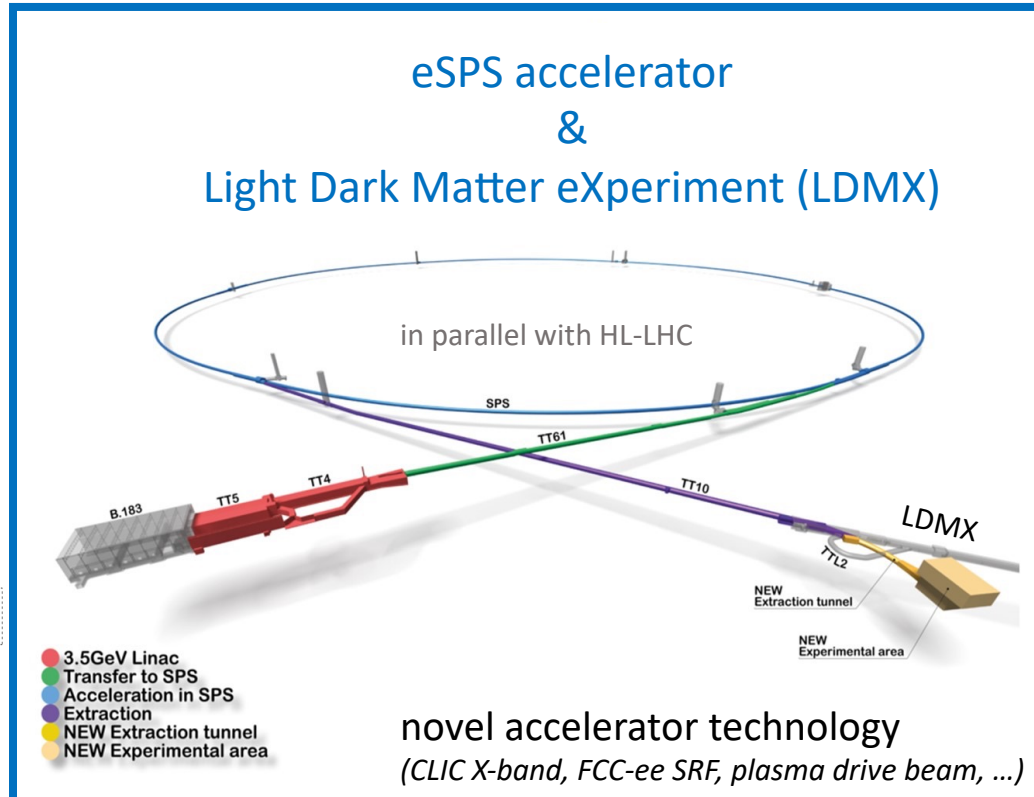 eSPS accelerator
&
Light Dark Matter eXperiment (LDMX)
in parallel with HL-LHC
SPS
TT61
TT4
TT5
B.183
TT10
LDMX
TTL2
NEW
Extraction tunnel
NEW
Experimental area
3.5GeV Linac
Transfer to SPS
Acceleration in SPS
Extraction
NEW Extraction tunnel
NEW Experimental area
novel accelerator technology
(CLIC X-band, FCC-ee SRF, plasma drive beam, ...)